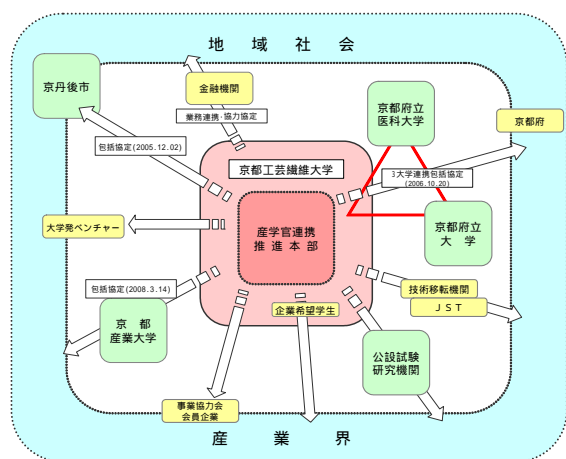 地域社会
京丹後市
金融機関
業務連携・協力協定
京都府立
医科大学
京都府
包括協定(2005.12.02)
京都工芸繊維大学
3大学連携包括協定
(2006.10.20)
産学官連携
推進本部
大学発ベンチャー
京都府立
大学
包括協定(2008.3.14)
技術移転機関
JST
企業希望学生
京都
産業大学
公設試験
研究機関
事業協力会
会員企業
産業界